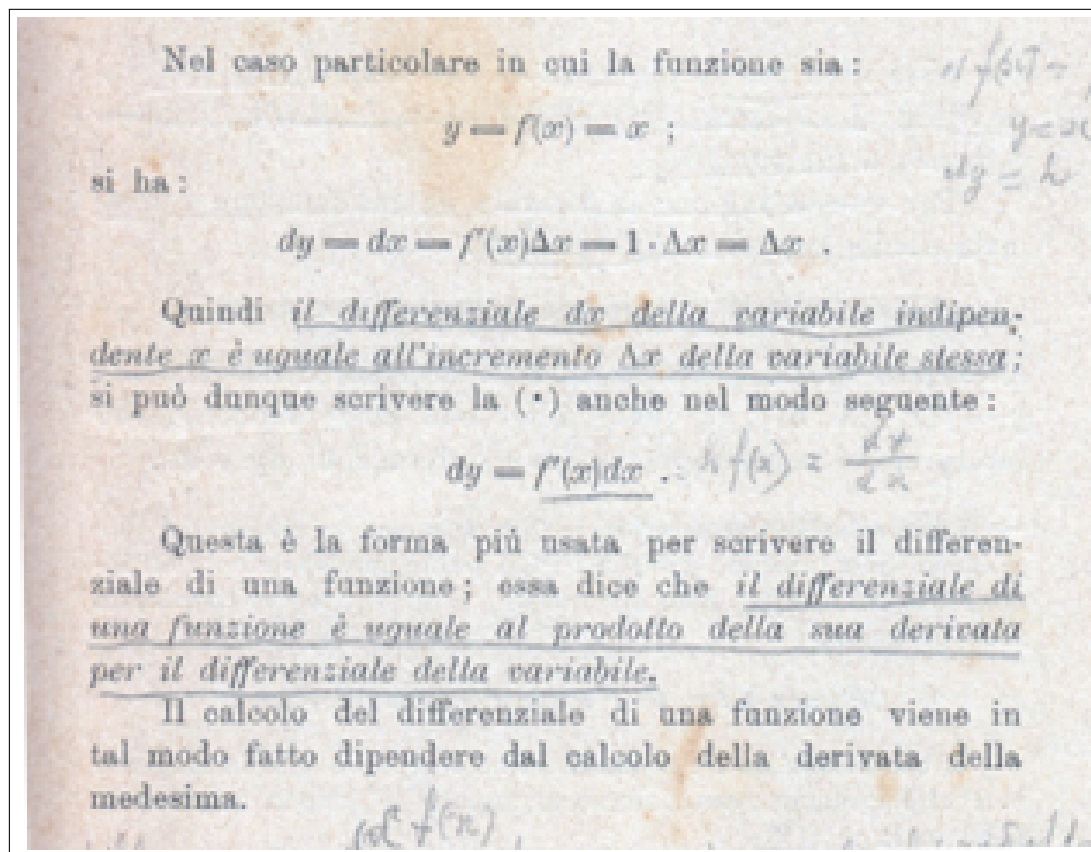 Nel caso particolare in cui la funzione sia :
y = f(x) = x ;
y = x
si ha :
dy = h
dy = dx = f'(x)Δx = 1 · Δx = Δx .
Quindi il differenziale dx della variabile indipen-
dente x è uguale all'incremento Δx della variabile stessa ;
si può dunque scrivere la (•) anche nel modo seguente :
dy = f'(x)dx . f(x) = dy/dx
Questa è la forma più usata per scrivere il differen-
ziale di una funzione ; essa dice che il differenziale di
una funzione è uguale al prodotto della sua derivata
per il differenziale della variabile.
Il calcolo del differenziale di una funzione viene in
tal modo fatto dipendere dal calcolo della derivata della
medesima.
f(x)